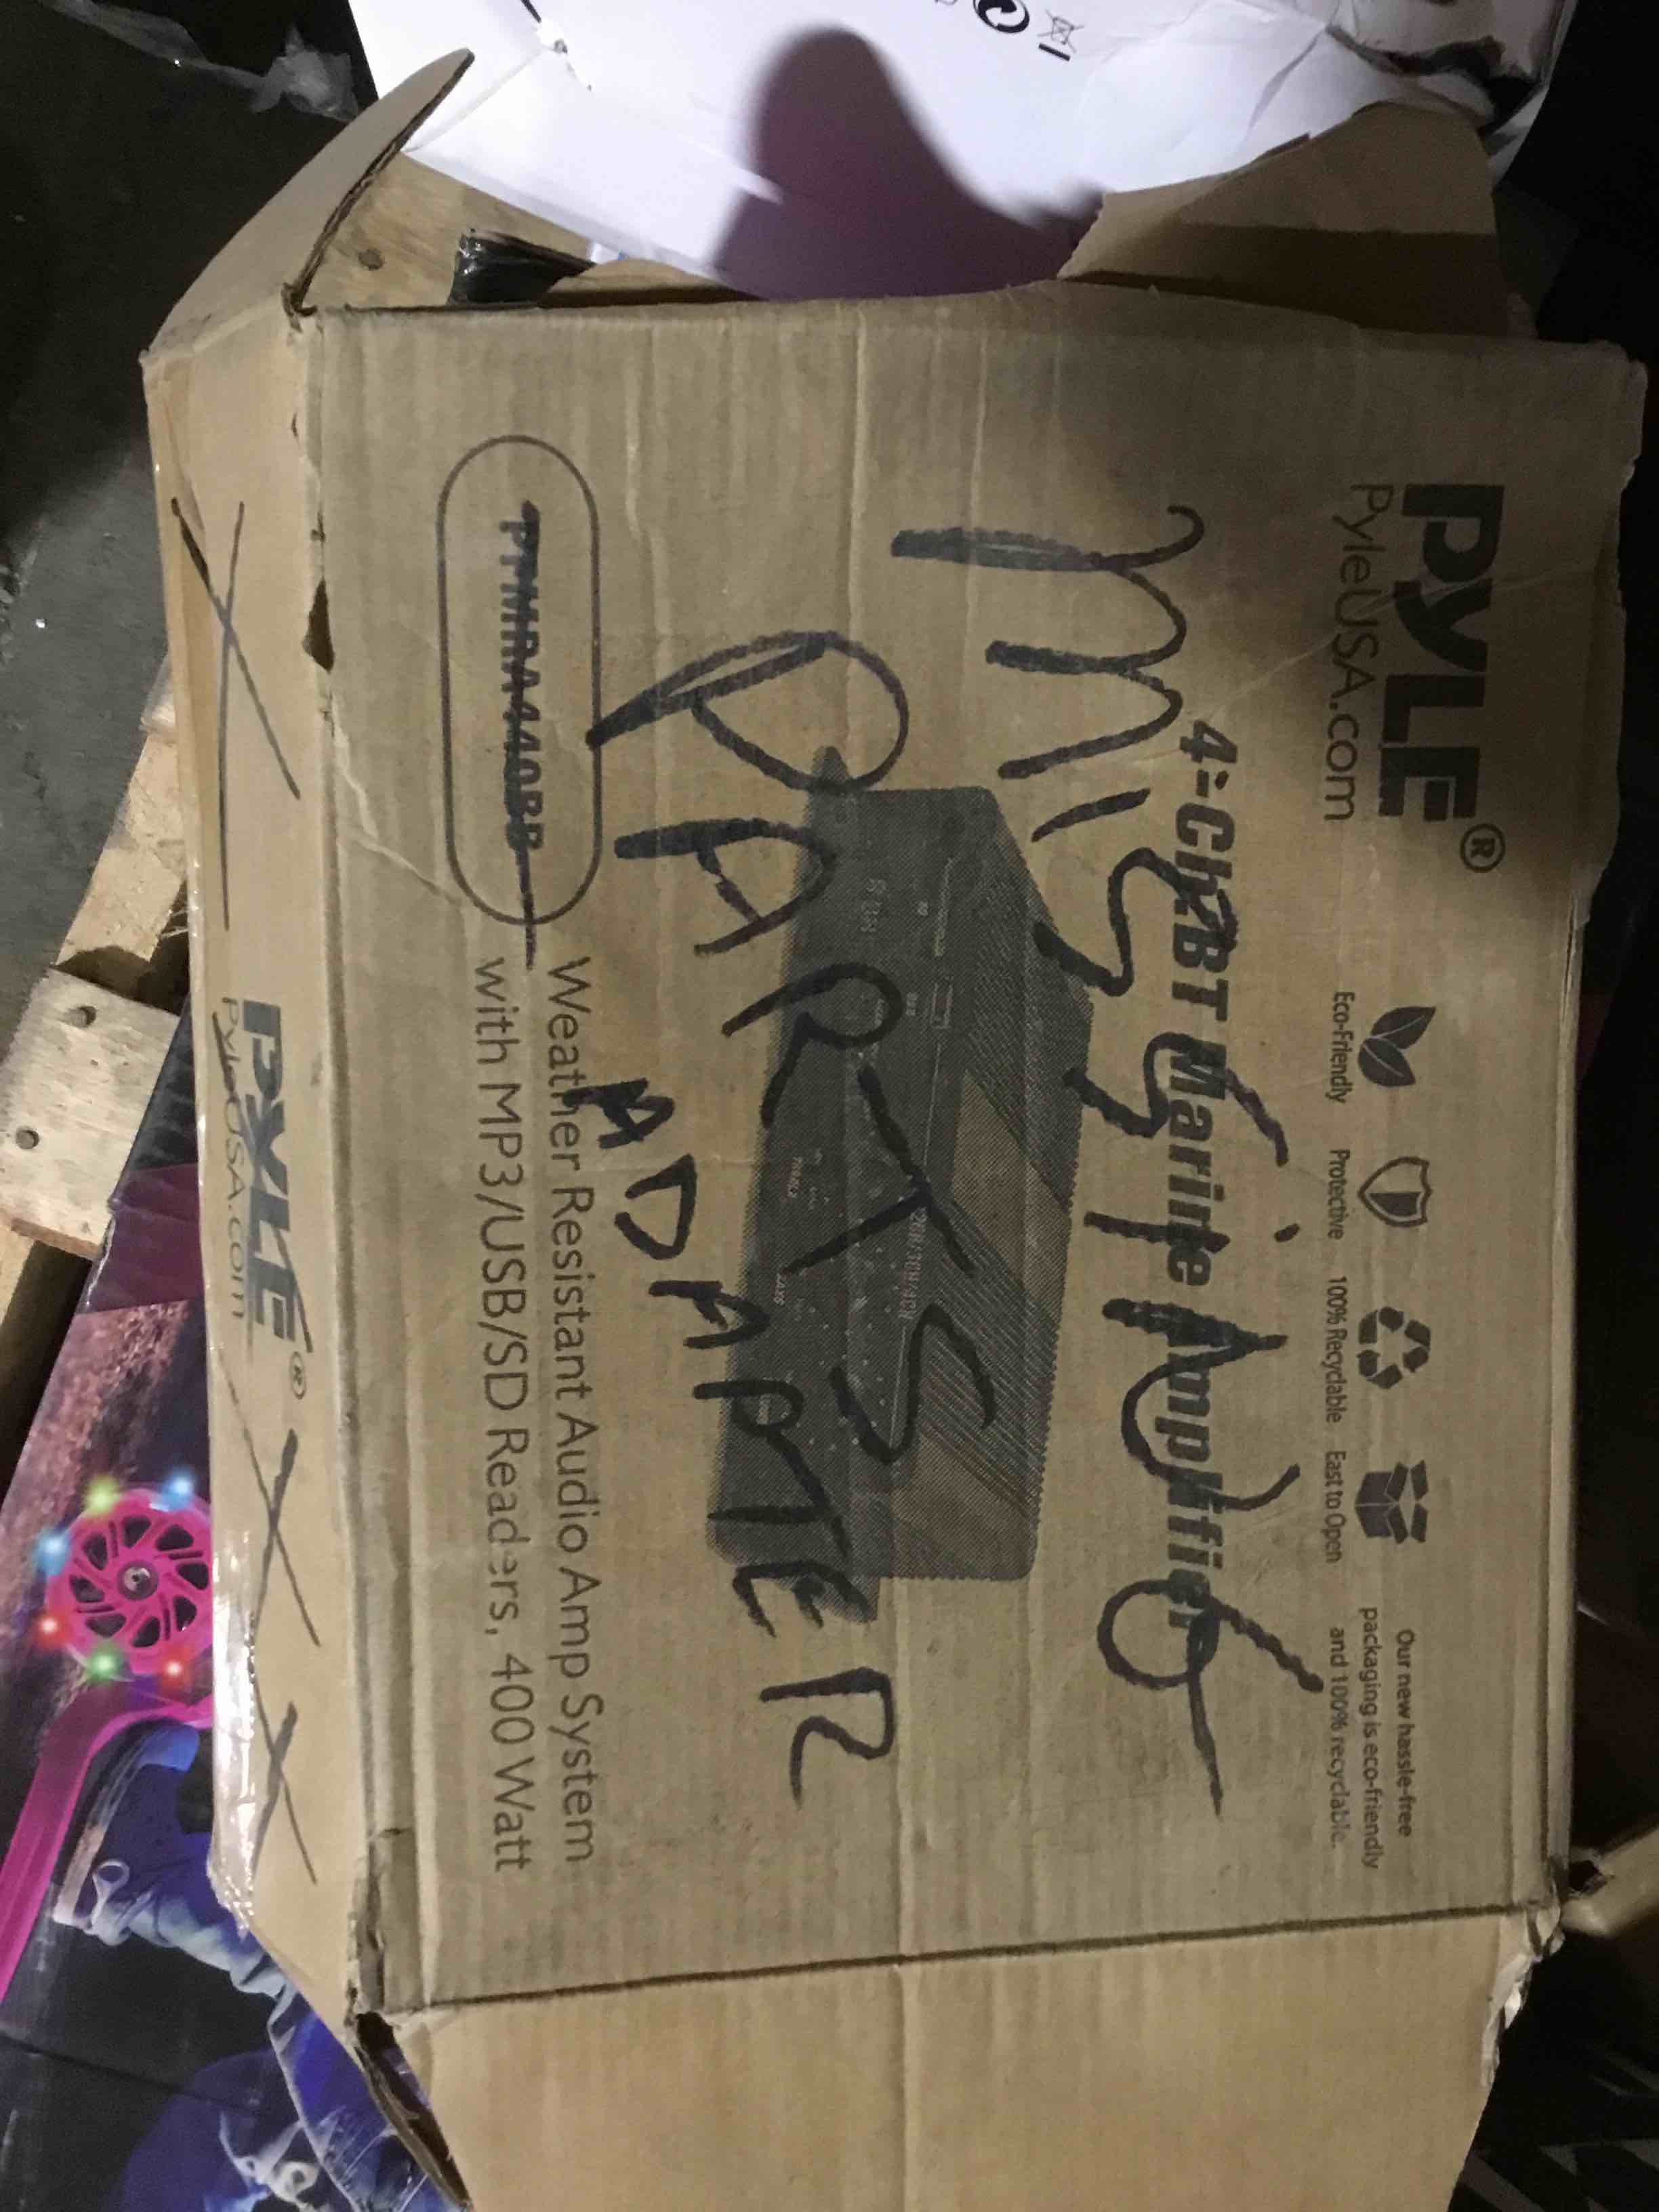 PYLE®
PyleUSA.com
Eco-Friendly
Protective
100% Recyclable
East to Open
Our new hassle-free
packaging is eco-friendly
and 100% recyclable.
4-Ch. BT Marine Amplifier
Missing
PARTS
ADAPTER
Weather Resistant Audio Amp System
with MP3/USB/SD Readers, 400 Watt
PYLE®
PyleUSA.com